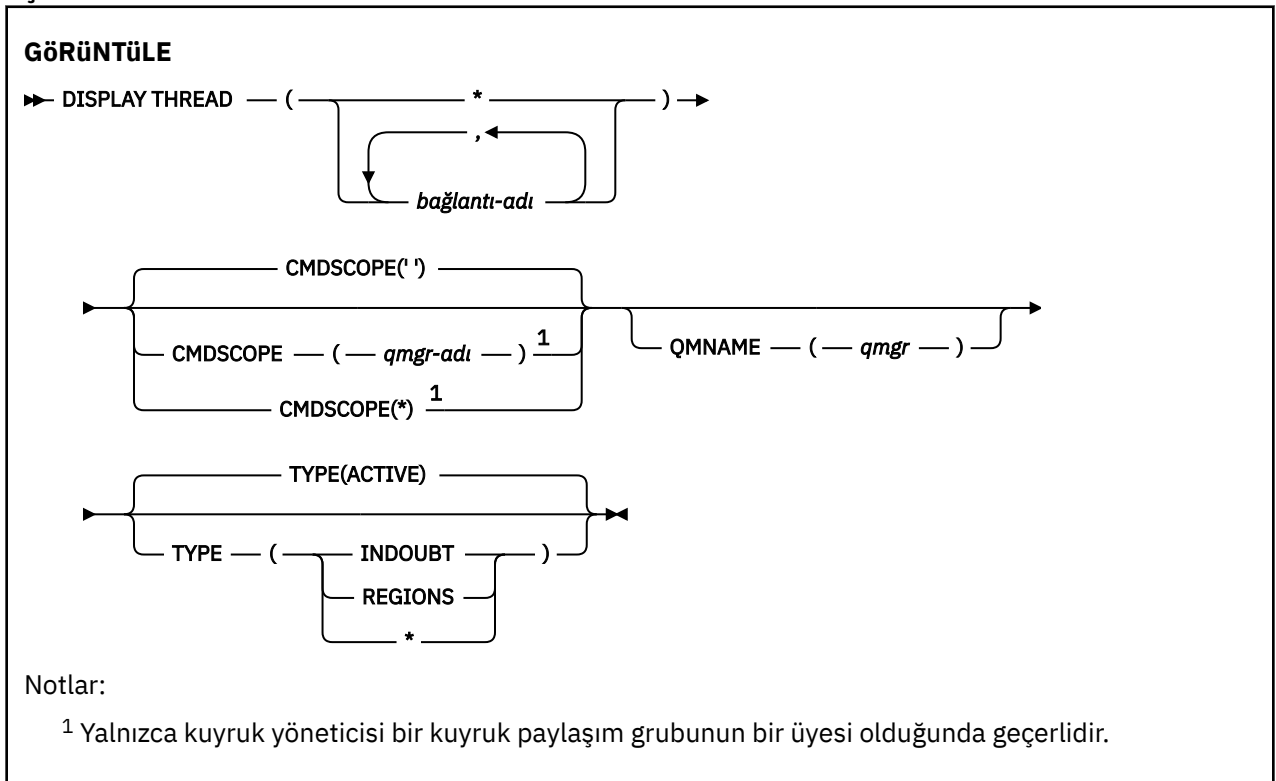 GöRüNTüLE
DISPLAY THREAD ( * )
,
bağlantı-adı
CMDSCOPE(' ')
CMDSCOPE ( qmgr-adı ) 1
QMNAME ( qmgr )
CMDSCOPE(*) 1
TYPE(ACTIVE)
TYPE ( INDOUBT )
REGIONS
*
Notlar:
1 Yalnızca kuyruk yöneticisi bir kuyruk paylaşım grubunun bir üyesi olduğunda geçerlidir.